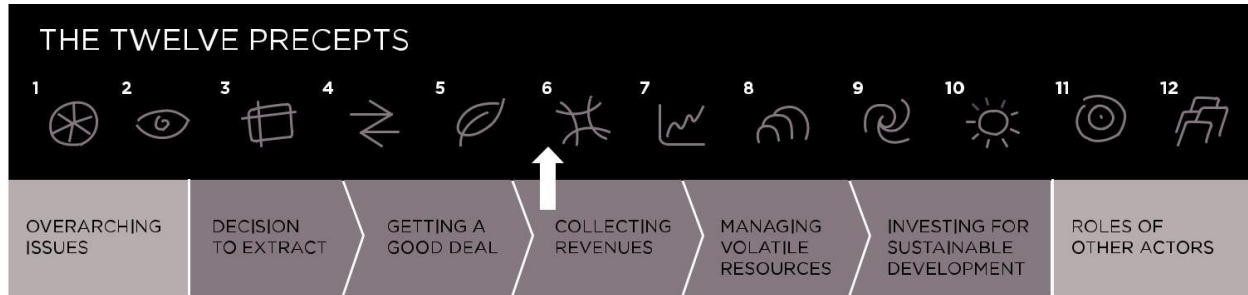 THE TWELVE PRECEPTS
1 2 3 4 5 6 7 8 9 10 11 12
OVERARCHING
ISSUES
DECISION
TO EXTRACT
GETTING A
GOOD DEAL
COLLECTING
REVENUES
MANAGING
VOLATILE
RESOURCES
INVESTING FOR
SUSTAINABLE
DEVELOPMENT
ROLES OF
OTHER ACTORS